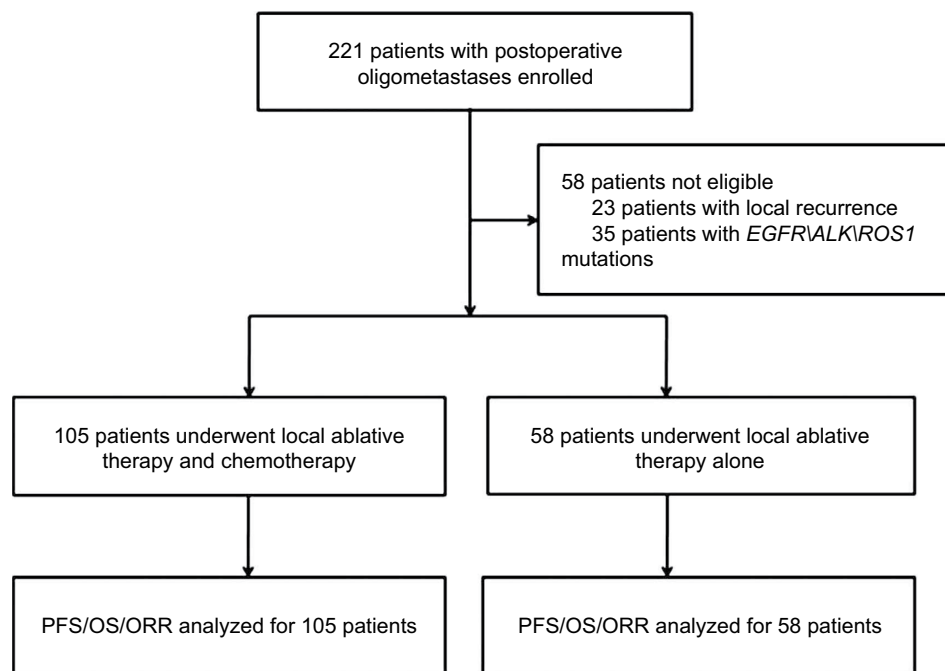 221 patients with postoperative
oligometastases enrolled
58 patients not eligible
23 patients with local recurrence
35 patients with EGFR\ALK\ROS1
mutations
105 patients underwent local ablative
therapy and chemotherapy
58 patients underwent local ablative
therapy alone
PFS/OS/ORR analyzed for 105 patients
PFS/OS/ORR analyzed for 58 patients